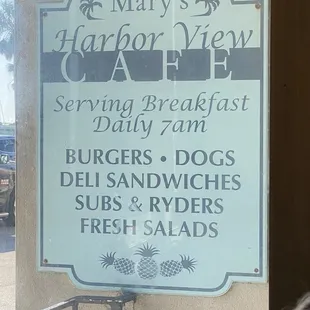 Mary's
Harbor View
CAFE
Serving Breakfast
Daily 7am
BURGERS • DOGS
DELI SANDWICHES
SUBS & RYDERS
FRESH SALADS